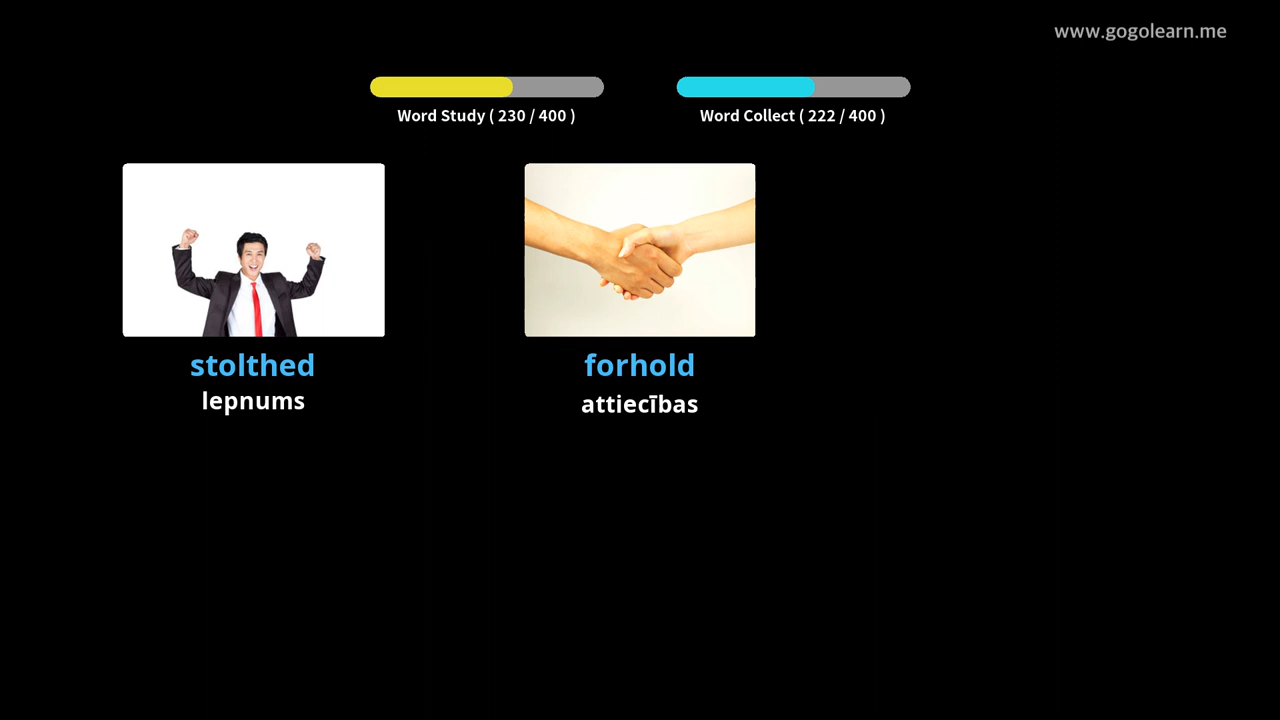 www.gogolearn.me
Word Study ( 230 / 400 )
Word Collect ( 222 / 400 )
stolthed
lepnums
forhold
attiecības